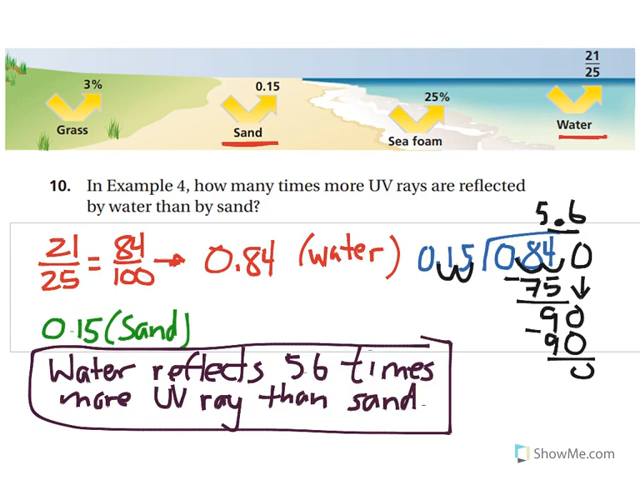 21
25
3%
0.15
25%
Grass
Sand
Sea foam
Water
10. In Example 4, how many times more UV rays are reflected
by water than by sand?
21/25 = 84/100 → 0.84 (water)
5.6
0.15 ) 0.84 0
-75 ↓
90
-90
0
0.15 (Sand)
Water reflects 56 times
more UV ray than sand.
ShowMe.com